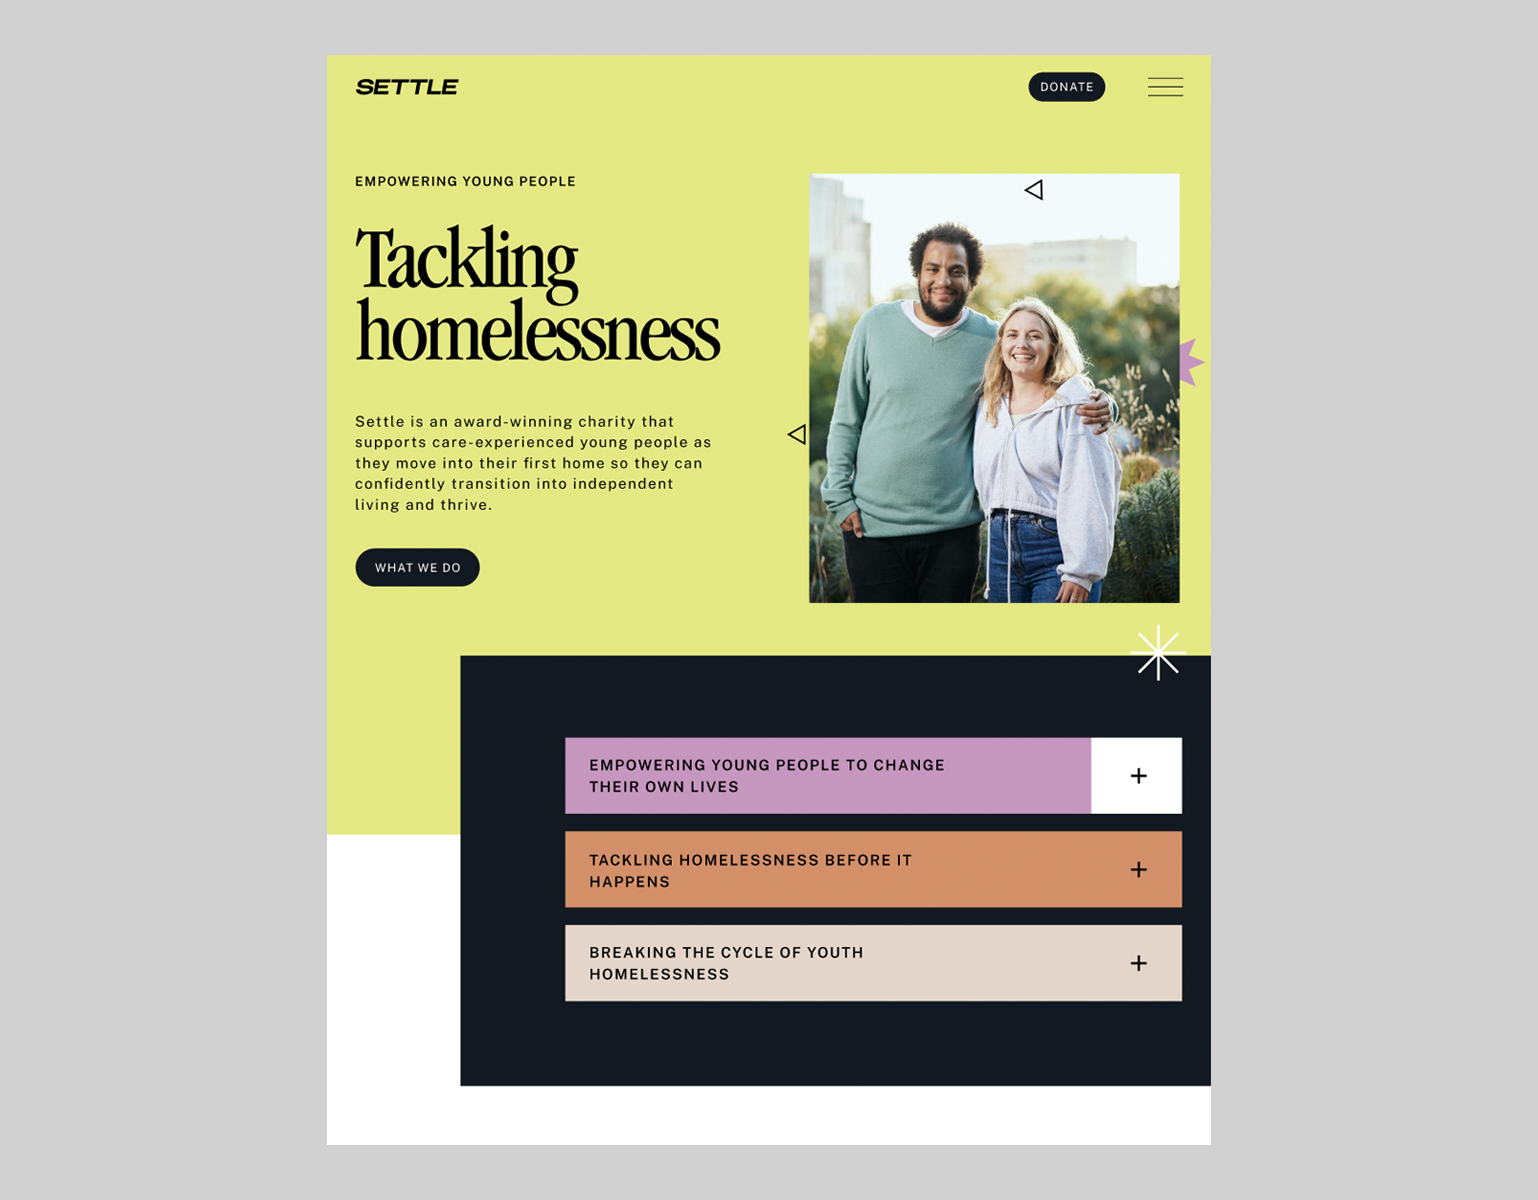 SETTLE
DONATE
EMPOWERING YOUNG PEOPLE
Tackling
homelessness
Settle is an award-winning charity that
supports care-experienced young people as
they move into their first home so they can
confidently transition into independent
living and thrive.
WHAT WE DO
EMPOWERING YOUNG PEOPLE TO CHANGE
THEIR OWN LIVES
TACKLING HOMELESSNESS BEFORE IT
HAPPENS
BREAKING THE CYCLE OF YOUTH
HOMELESSNESS